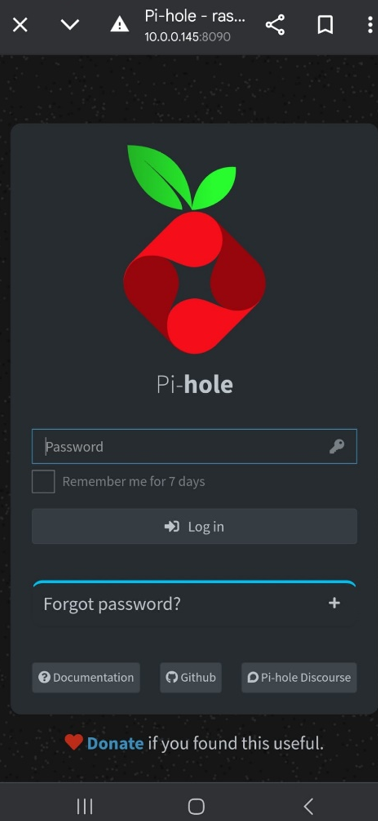 Pi-hole - ras...
10.0.0.145:8090
Pi-hole
Password
Remember me for 7 days
Log in
Forgot password?
Documentation
Github
Pi-hole Discourse
Donate if you found this useful.